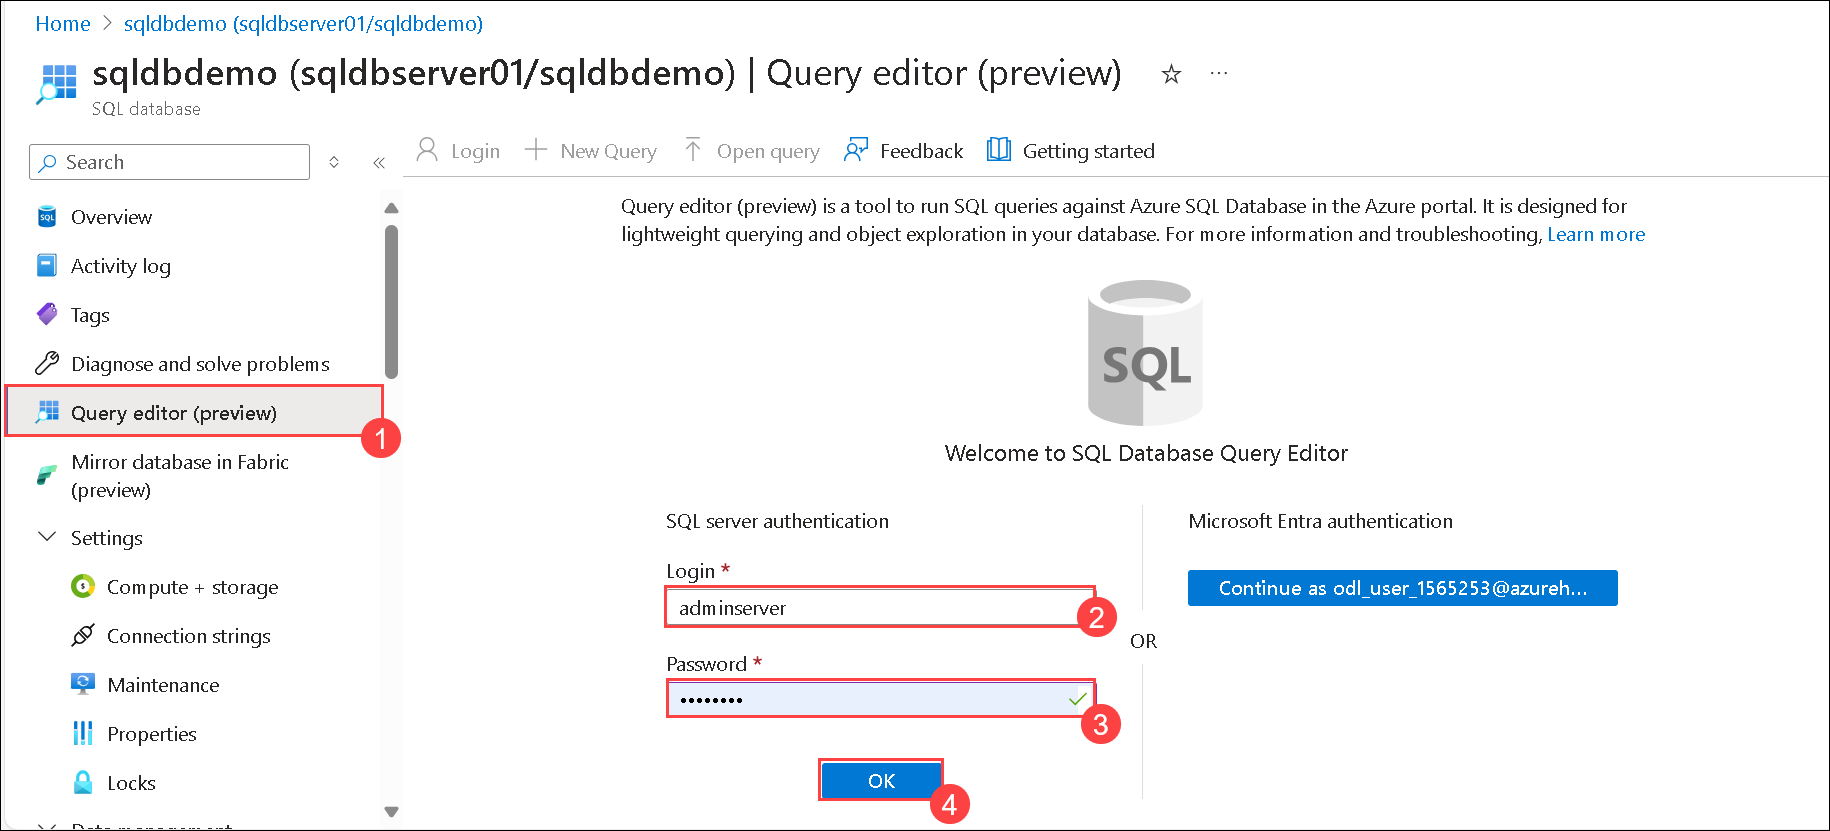 Home > sqldbdemo (sqldbserver01/sqldbdemo)
sqldbdemo (sqldbserver01/sqldbdemo) | Query editor (preview) ☆ ···
SQL database
Search
Login
New Query
Open query
Feedback
Getting started
Overview
Activity log
Tags
Diagnose and solve problems
Query editor (preview)
1
Mirror database in Fabric
(preview)
Settings
Compute + storage
Connection strings
Maintenance
Properties
Locks
Data management
Query editor (preview) is a tool to run SQL queries against Azure SQL Database in the Azure portal. It is designed for
lightweight querying and object exploration in your database. For more information and troubleshooting, Learn more
SQL
Welcome to SQL Database Query Editor
SQL server authentication
Login *
adminserver
2
Password *
••••••••
3
OK
4
OR
Microsoft Entra authentication
Continue as odl_user_1565253@azureh...